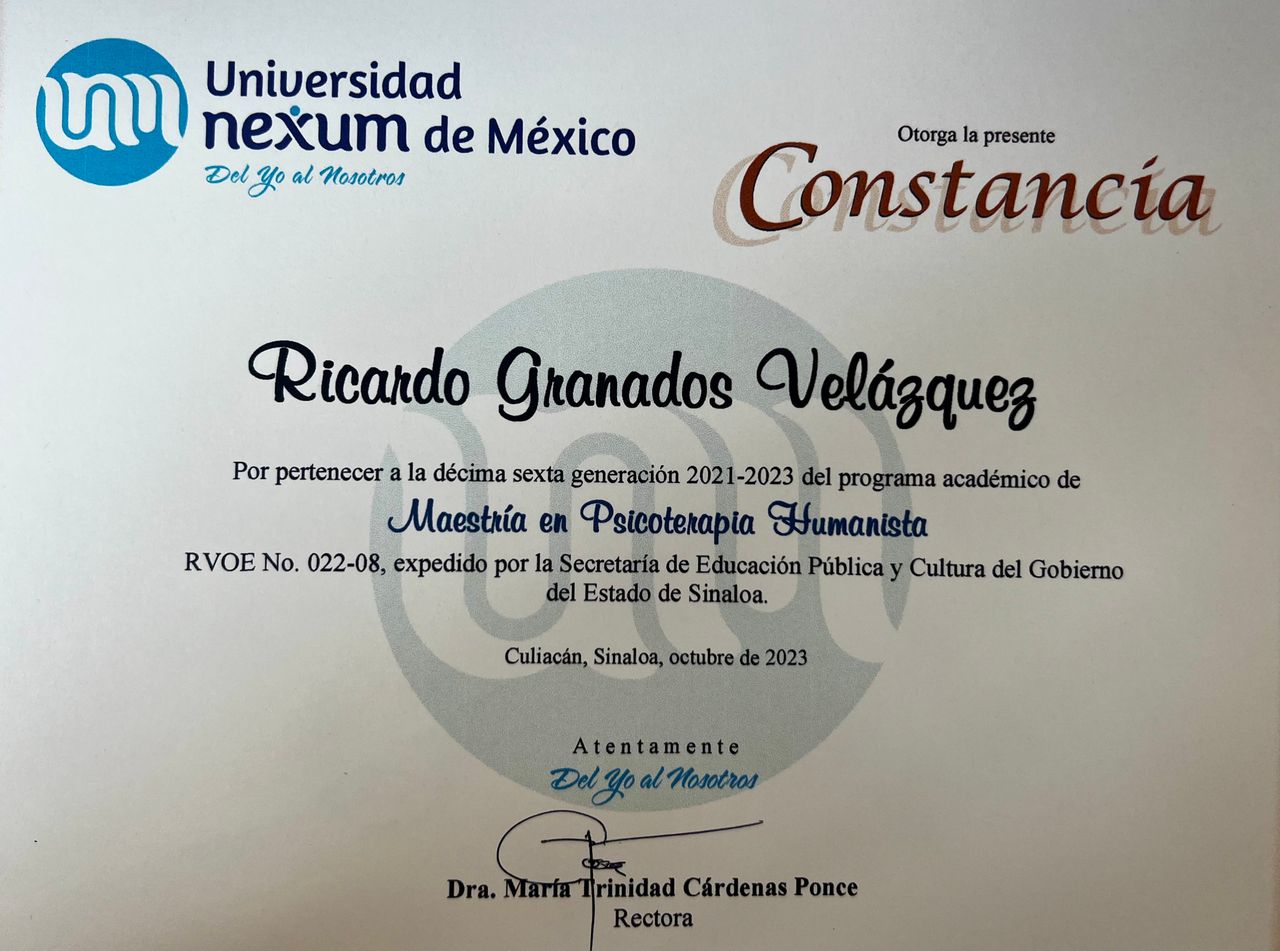 Universidad
nexum de México
Del Yo al Nosotros
Otorga la presente
Constancia
Ricardo Granados Velázquez
Por pertenecer a la décima sexta generación 2021-2023 del programa académico de
Maestría en Psicoterapia Humanista
RVOE No. 022-08, expedido por la Secretaría de Educación Pública y Cultura del Gobierno
del Estado de Sinaloa.
Culiacán, Sinaloa, octubre de 2023
Atentamente
Del Yo al Nosotros
Dra. María Trinidad Cárdenas Ponce
Rectora